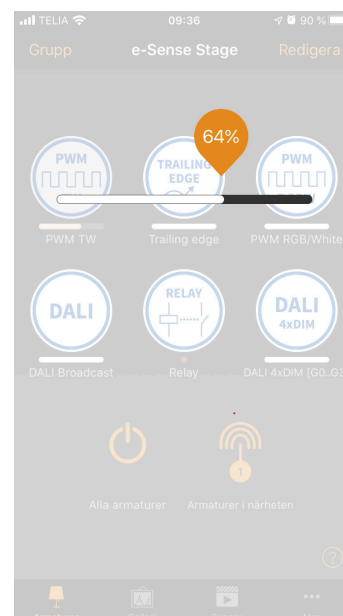 TELIA 09:36 90 %
Grupp e-Sense Stage Redigera
64%
PWM TRAILING EDGE PWM
PWM TW Trailing edge PWM RGB/White
DALI RELAY DALI 4xDIM
DALI Broadcast Relay DALI 4xDIM [G0..G3
1
Alla armaturer Armaturer i närheten
?